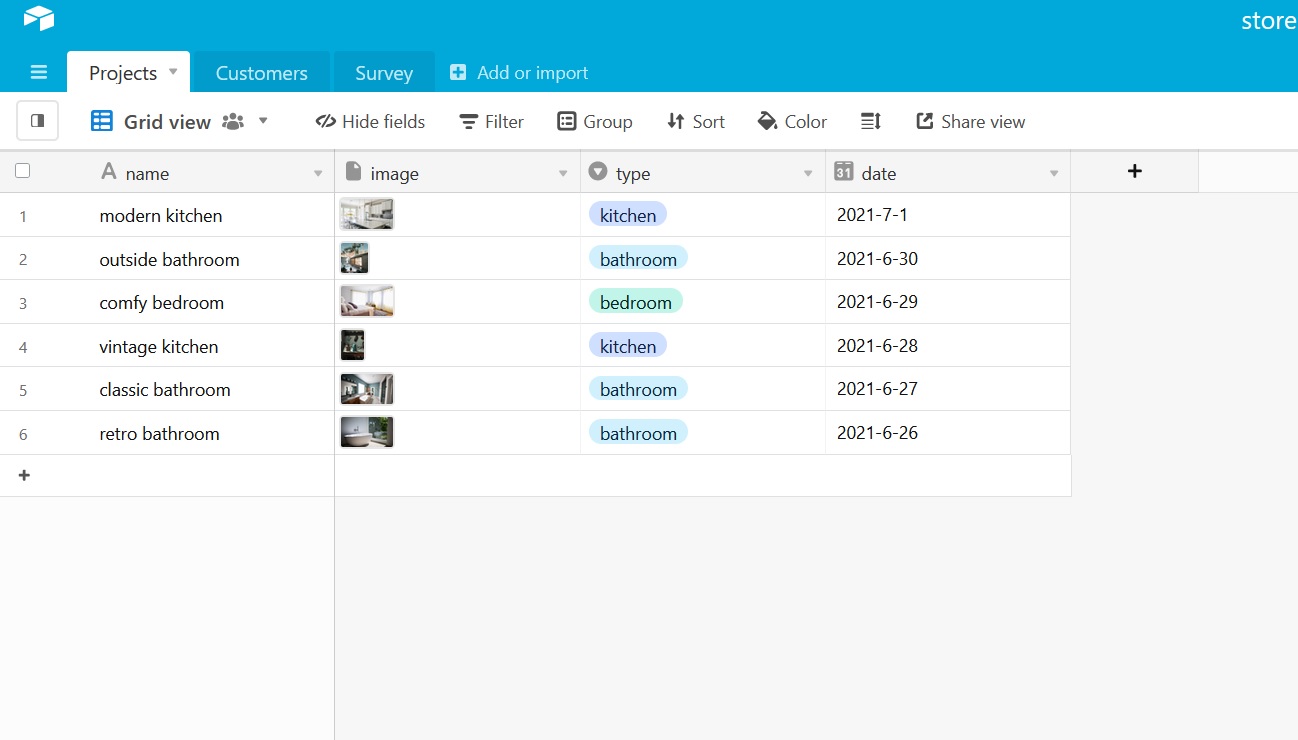 store
Projects Customers Survey Add or import
Grid view Hide fields Filter Group Sort Color Share view
name image type 31 date
1 modern kitchen kitchen 2021-7-1
2 outside bathroom bathroom 2021-6-30
3 comfy bedroom bedroom 2021-6-29
4 vintage kitchen kitchen 2021-6-28
5 classic bathroom bathroom 2021-6-27
6 retro bathroom bathroom 2021-6-26